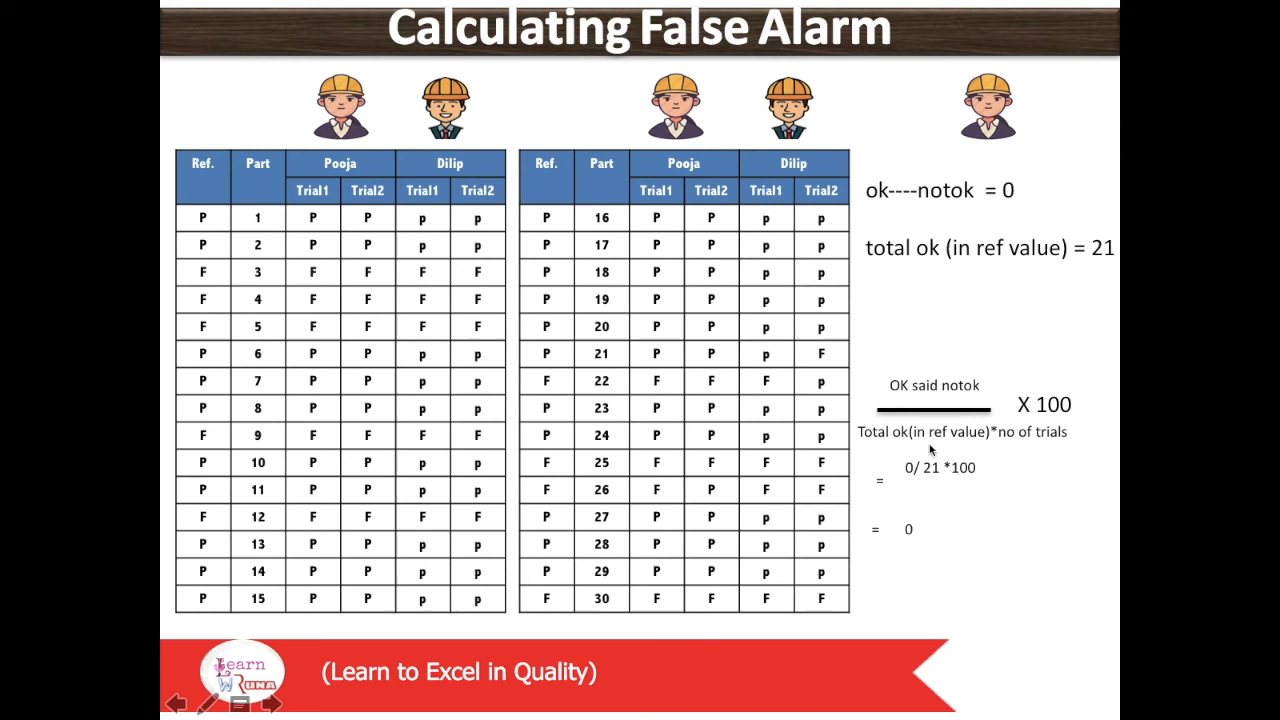 Calculating False Alarm
Ref. Part Pooja Dilip
Trial1 Trial2 Trial1 Trial2
P 1 P P p p
P 2 P P p p
F 3 F F F F
F 4 F F F F
F 5 F F F F
P 6 P P p p
P 7 P P p p
P 8 P P p p
F 9 F F F F
P 10 P P p p
P 11 P P p p
F 12 F F F F
P 13 P P p p
P 14 P P p p
P 15 P P p p
Ref. Part Pooja Dilip
Trial1 Trial2 Trial1 Trial2
P 16 P P p p
P 17 P P p p
P 18 P P p p
P 19 P P p p
P 20 P P p p
P 21 P P p F
F 22 F F F p
P 23 P P p p
P 24 P P p p
F 25 F F F F
F 26 F P F F
P 27 P P p p
P 28 P P p p
P 29 P P p p
F 30 F F F F
ok----notok = 0
total ok (in ref value) = 21
OK said notok
X 100
Total ok(in ref value)*no of trials
0/ 21 *100
=
= 0
Learn
W RUNA
(Learn to Excel in Quality)